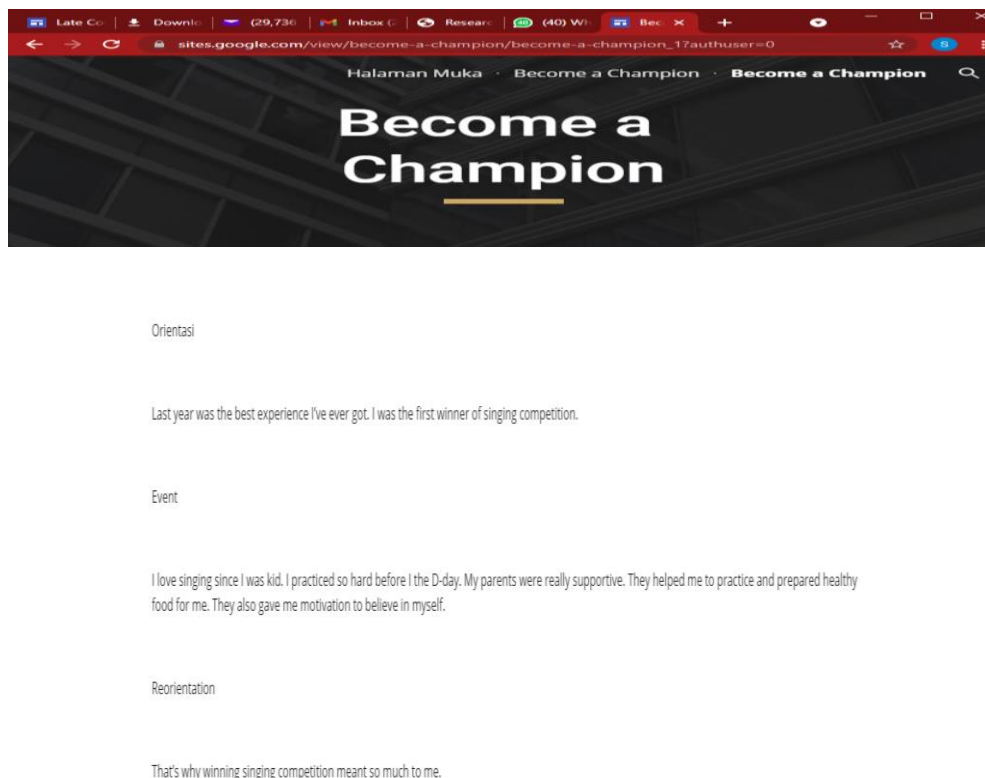 Late Co
Downlo
(29,736
Inbox (
Researc
(40) Wh
Bec
sites.google.com/view/become-a-champion/become-a-champion_1?authuser=0
S
Halaman Muka · Become a Champion · Become a Champion
Become a
Champion
Orientasi
Last year was the best experience I've ever got. I was the first winner of singing competition.
Event
I love singing since I was kid. I practiced so hard before I the D-day. My parents were really supportive. They helped me to practice and prepared healthy
food for me. They also gave me motivation to believe in myself.
Reorientation
That's why winning singing competition meant so much to me.